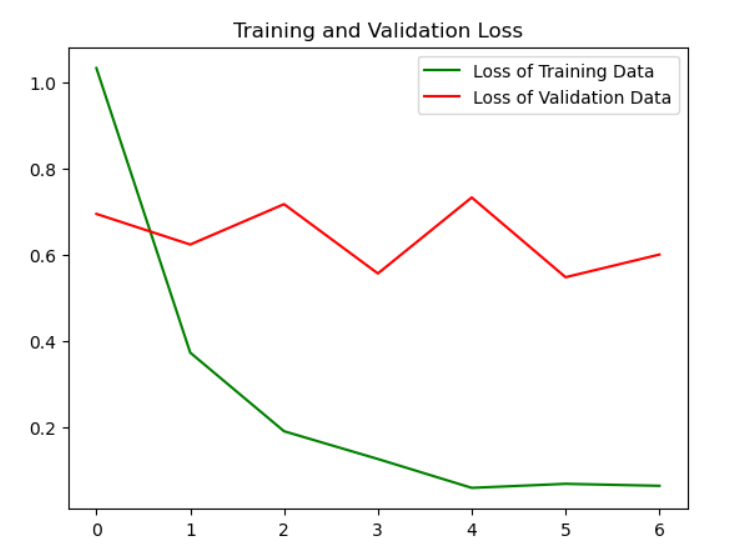 Training and Validation Loss
Loss of Training Data
Loss of Validation Data
1.0
0.8
0.6
0.4
0.2
0 1 2 3 4 5 6